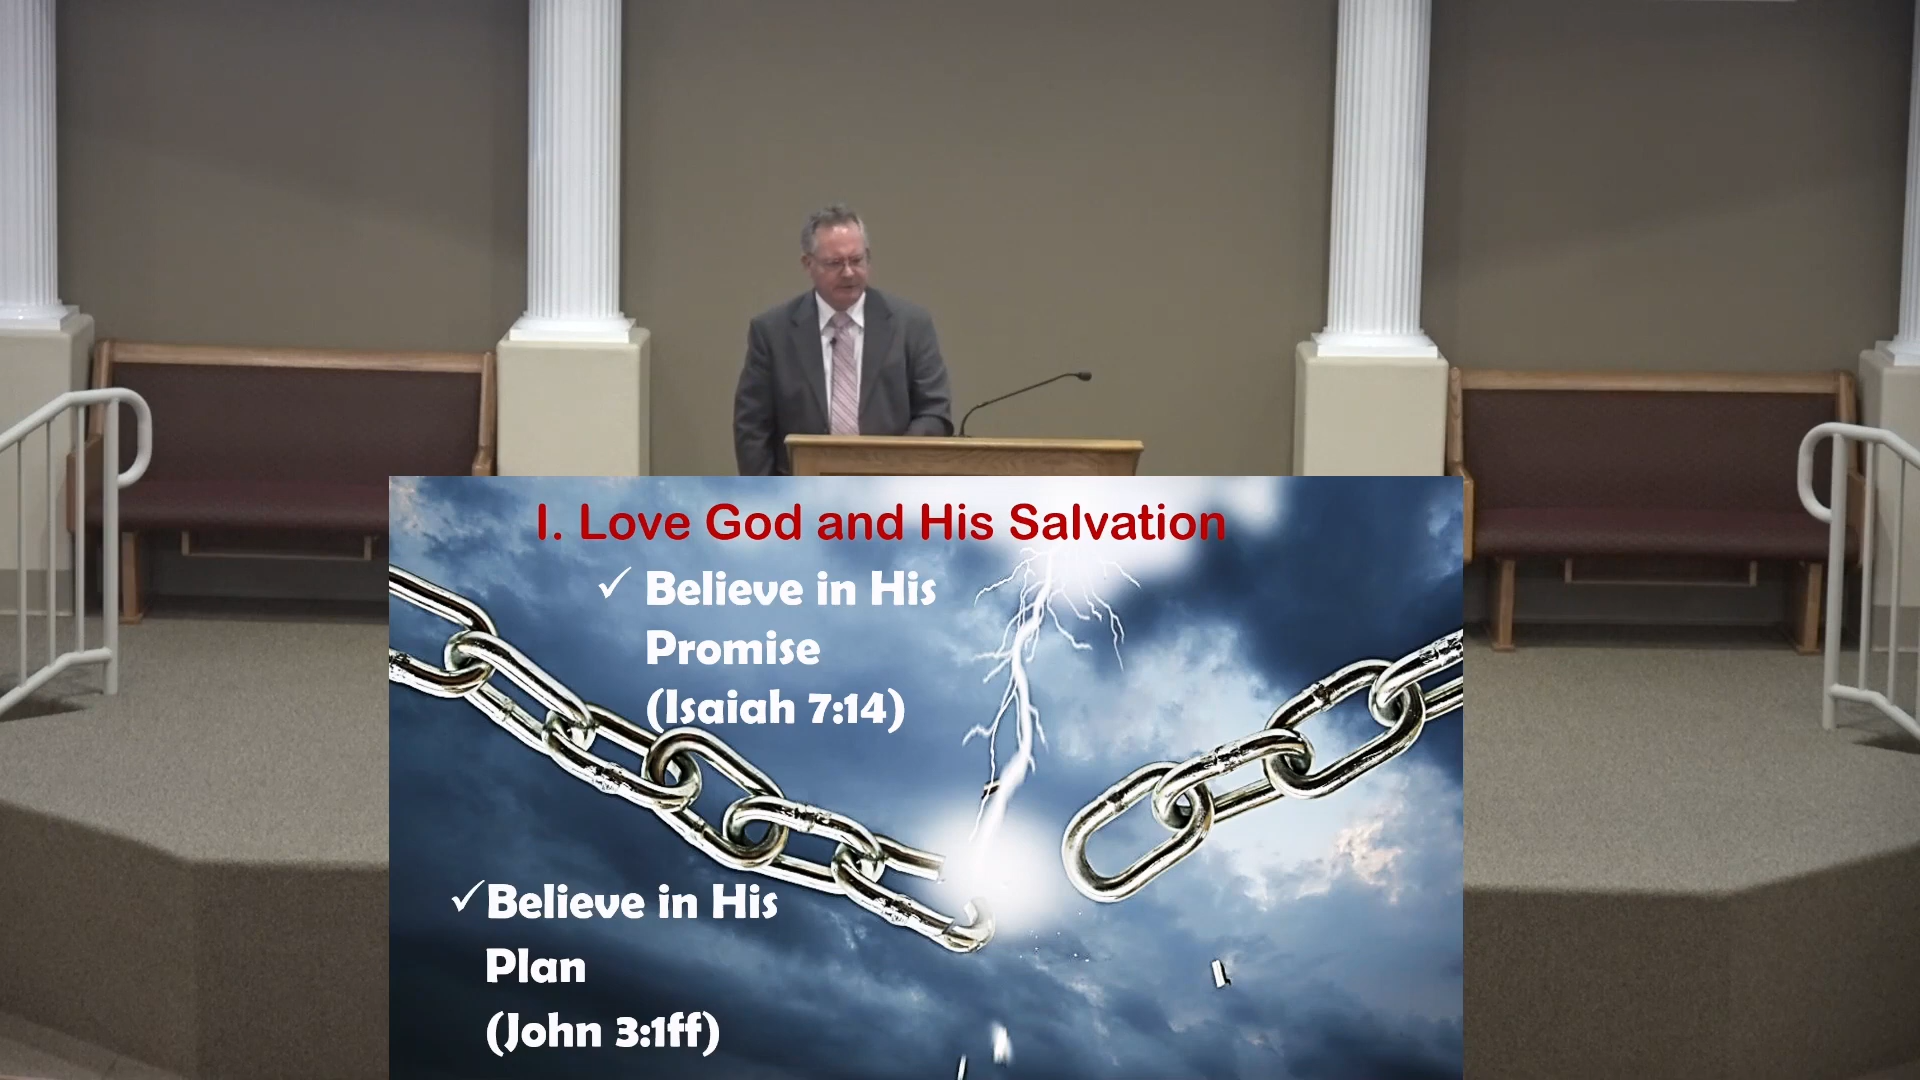 I. Love God and His Salvation
✓ Believe in His
Promise
(Isaiah 7:14)
✓Believe in His
Plan
(John 3:1ff)